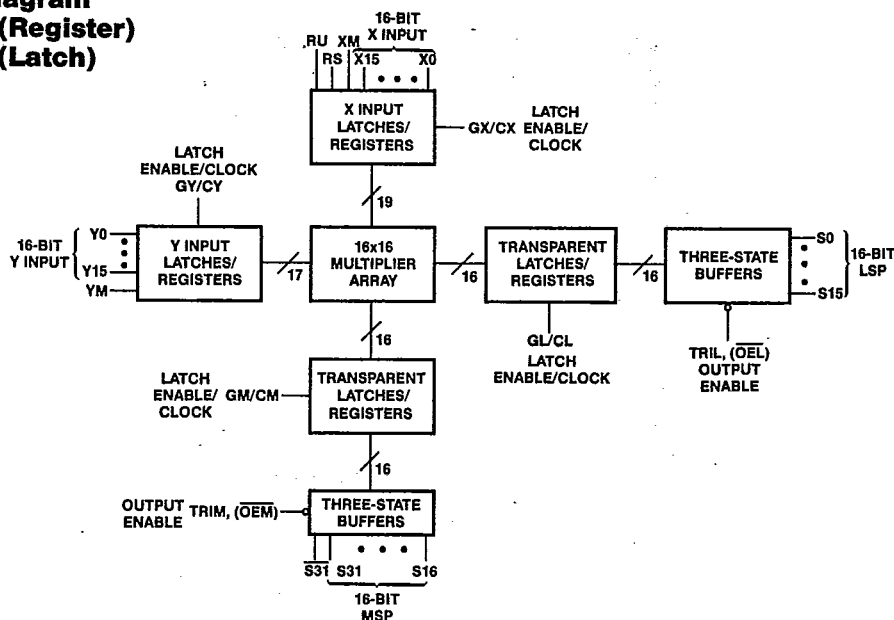 agram
(Register)
(Latch)
16-BIT
X INPUT
RU XM
RS X15 X0
X INPUT
LATCHES/
REGISTERS
GX/CX
LATCH
ENABLE/
CLOCK
19
LATCH
ENABLE/CLOCK
GY/CY
16-BIT
Y INPUT
Y0
Y15
YM
Y INPUT
LATCHES/
REGISTERS
17
16x16
MULTIPLIER
ARRAY
16
TRANSPARENT
LATCHES/
REGISTERS
16
THREE-STATE
BUFFERS
S0
S15
16-BIT
LSP
GL/CL
LATCH
ENABLE/CLOCK
TRIL, (OEL)
OUTPUT
ENABLE
16
LATCH
ENABLE/
CLOCK
GM/CM
TRANSPARENT
LATCHES/
REGISTERS
16
OUTPUT
ENABLE
TRIM, (OEM)
THREE-STATE
BUFFERS
S31 S31 S16
16-BIT
MSP